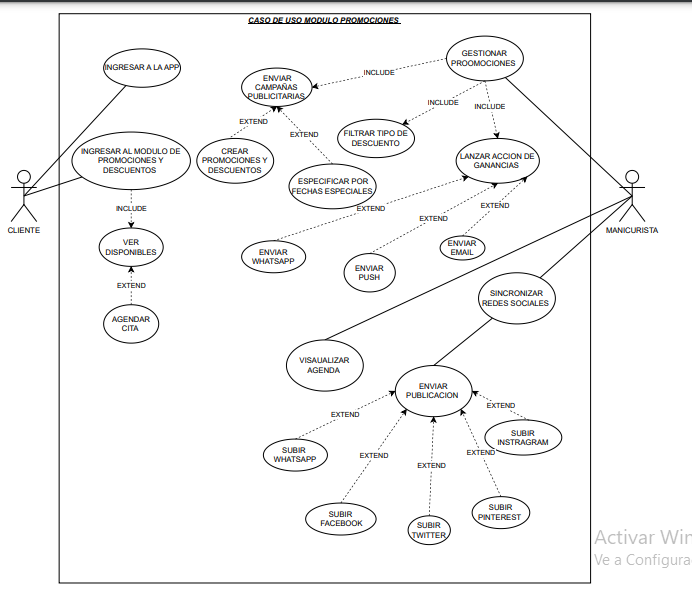 CASO DE USO MODULO PROMOCIONES
INGRESAR A LA APP
GESTIONAR
PROOMOCIONES
INCLUDE
ENVIAR
CAMPAÑAS
PUBLICITARIAS
INCLUDE
INCLUDE
EXTEND
EXTEND
FILTRAR TIPO DE
DESCUENTO
INGRESAR AL MODULO DE
PROMOCIONES Y
DESCUENTOS
CREAR
PROMOCIONES Y
DESCUENTOS
LANZAR ACCION DE
GANANCIAS
ESPECIFICAR POR
FECHAS ESPECIALES
CLIENTE
MANICURISTA
INCLUDE
EXTEND
EXTEND
EXTEND
VER
DISPONIBLES
ENVIAR
WHATSAPP
ENVIAR
PUSH
ENVIAR
EMAIL
EXTEND
SINCRONIZAR
REDES SOCIALES
AGENDAR
CITA
VISAUALIZAR
AGENDA
ENVIAR
PUBLICACION
EXTEND
EXTEND
SUBIR
INSTRAGRAM
SUBIR
WHATSAPP
EXTEND
EXTEND
EXTEND
SUBIR
FACEBOOK
SUBIR
TWITTER
SUBIR
PINTEREST
Activar Win
Ve a Configura